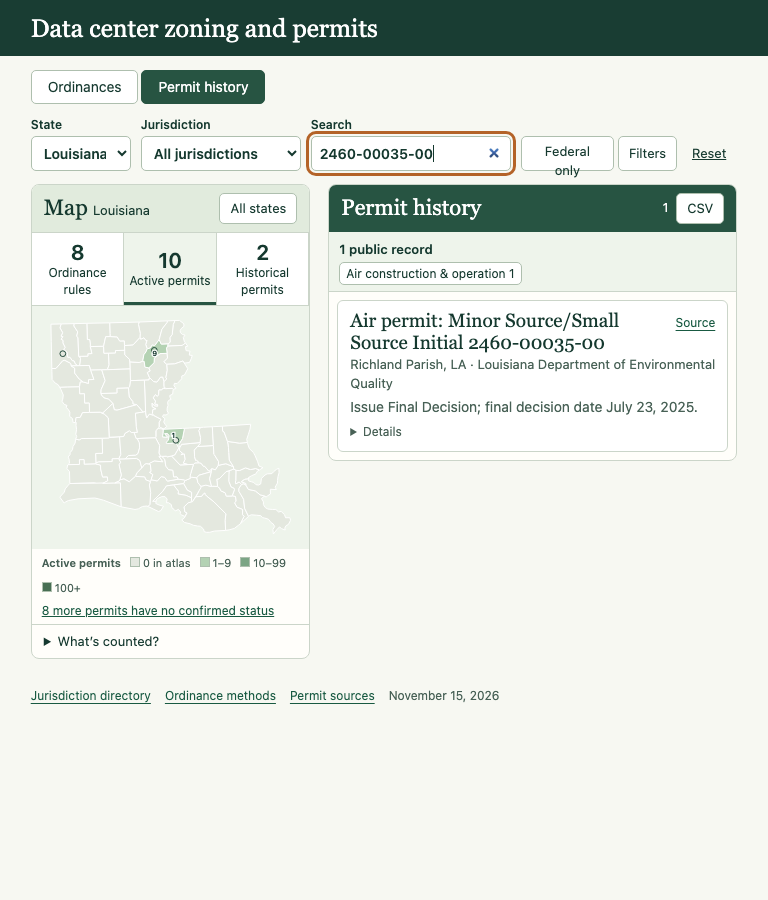 Data center zoning and permits
Ordinances
Permit history
State
Jurisdiction
Search
Louisiana
All jurisdictions
2460-00035-00
Federal
only
Filters
Reset
Map Louisiana
All states
8
Ordinance
rules
10
Active permits
2
Historical
permits
9
1
Active permits
0 in atlas
1–9
10–99
100+
8 more permits have no confirmed status
What's counted?
Permit history
1
CSV
1 public record
Air construction & operation 1
Air permit: Minor Source/Small
Source Initial 2460-00035-00
Source
Richland Parish, LA · Louisiana Department of Environmental
Quality
Issue Final Decision; final decision date July 23, 2025.
Details
Jurisdiction directory
Ordinance methods
Permit sources
November 15, 2026